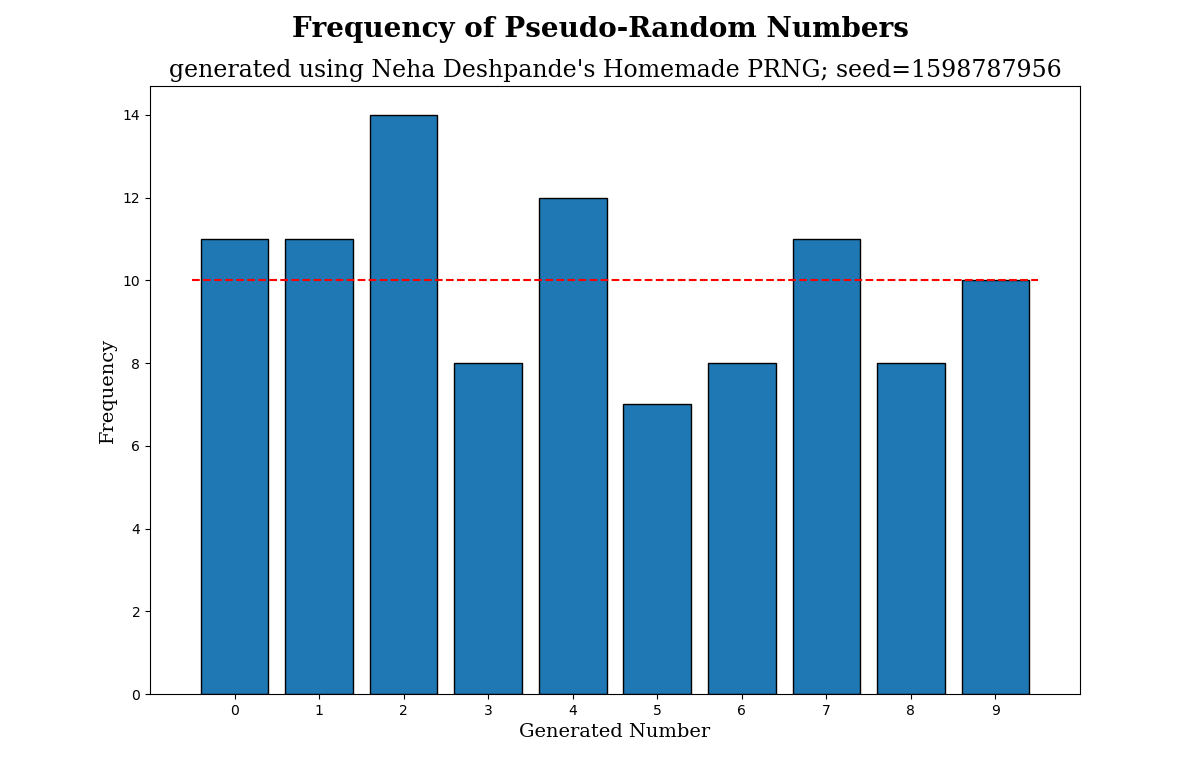 Frequency of Pseudo-Random Numbers
generated using Neha Deshpande's Homemade PRNG; seed=1598787956
14
12
10
8
6
4
2
0
Frequency
0 1 2 3 4 5 6 7 8 9
Generated Number